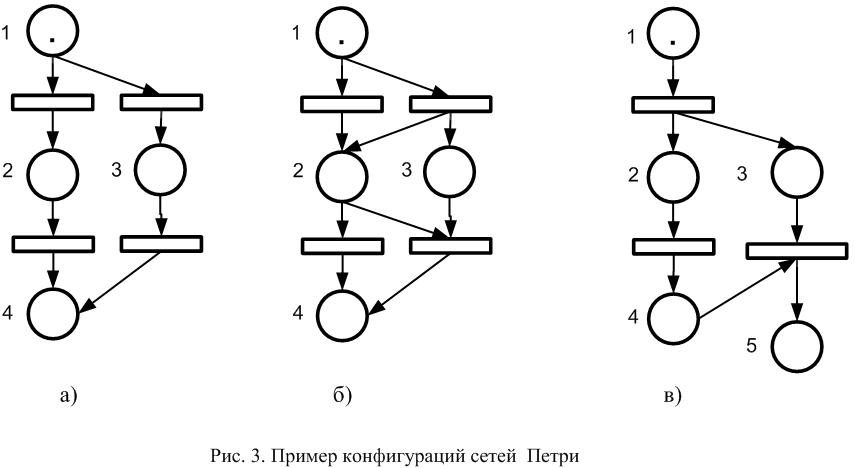 1 1 1
2 3 2 3 2 3
4 4 4 5
а) б) в)
Рис. 3. Пример конфигураций сетей Петри